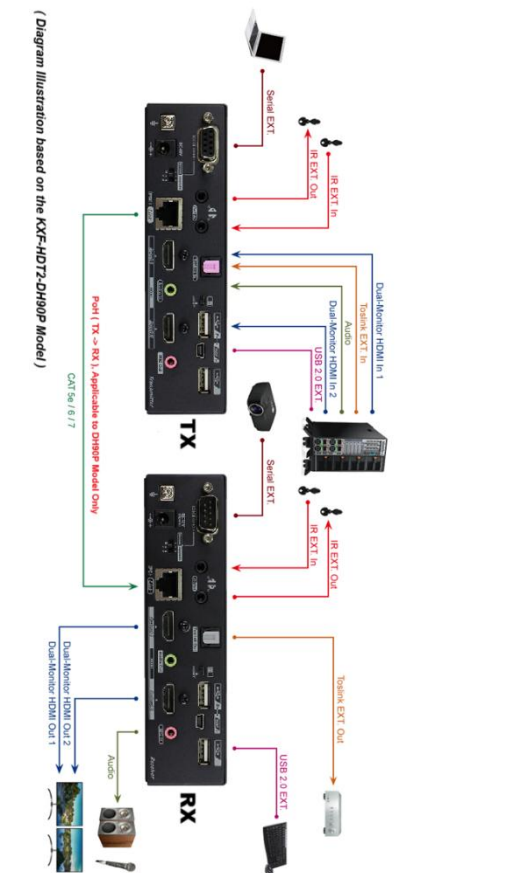 ( Diagram Illustration based on the KXF-HDT2-DH90P Model )
Serial EXT.
IR EXT. Out
IR EXT. In
Dual-Monitor HDMI In 1
Toslink EXT. In
Audio
Dual-Monitor HDMI In 2
USB 2.0 EXT.
TX
PoH ( TX -> RX ), Applicable to DH90P Model Only
CAT 5e / 6 / 7
Serial EXT.
IR EXT. In
IR EXT. Out
Toslink EXT. Out
USB 2.0 EXT.
RX
Audio
Dual-Monitor HDMI Out 2
Dual-Monitor HDMI Out 1